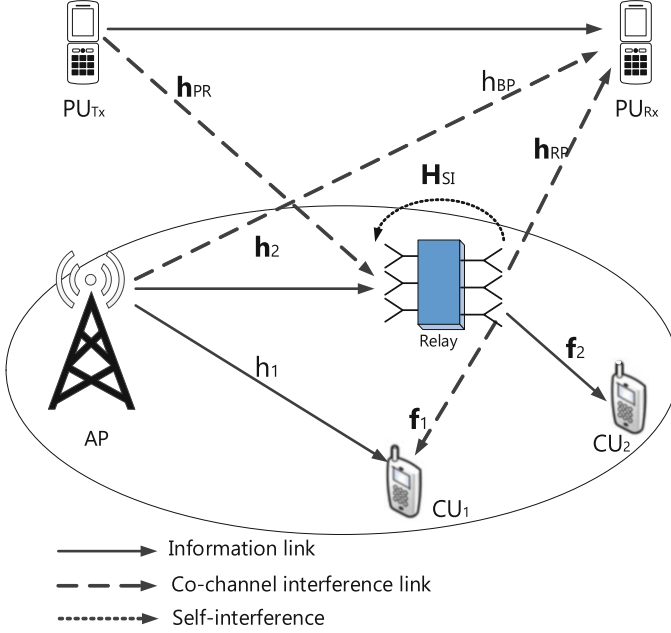 PUTx
PURx
hPR
hBP
hRP
HSI
h2
Relay
h1
f2
f1
AP
CU2
CU1
Information link
Co-channel interference link
Self-interference